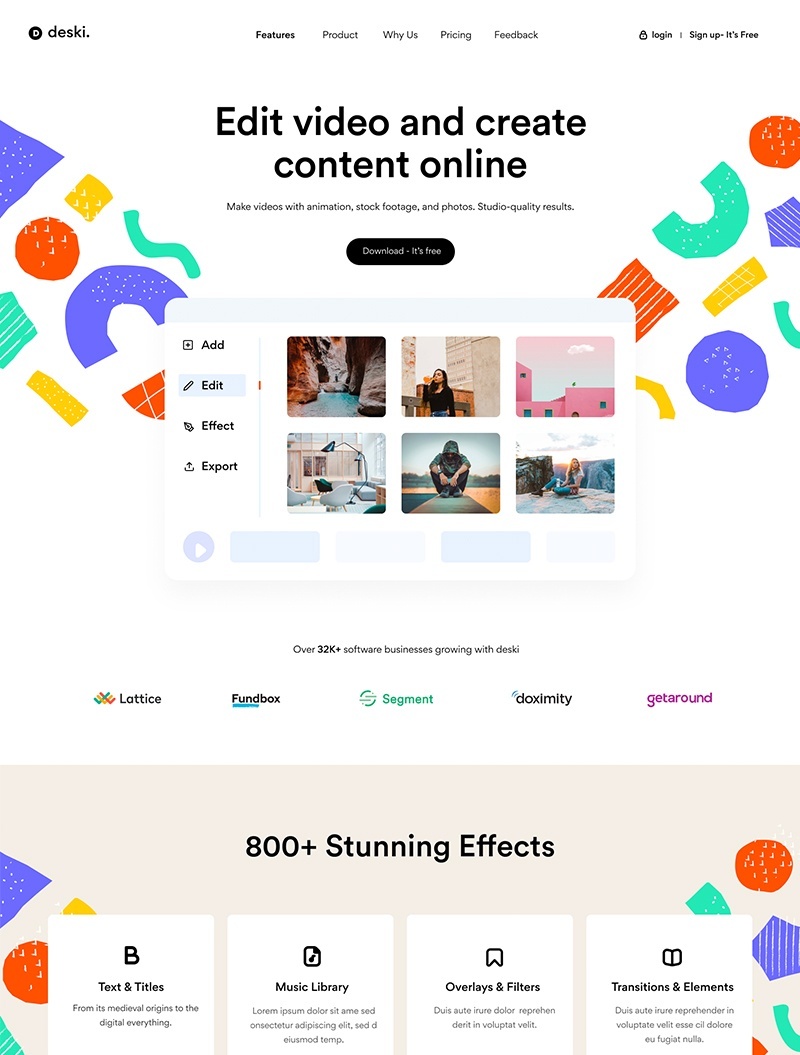 D deski.
Features Product Why Us Pricing Feedback
login | Sign up- It's Free
Edit video and create
content online
Make videos with animation, stock footage, and photos. Studio-quality results.
Download - It's free
Add
Edit
Effect
Export
Over 32K+ software businesses growing with deski
Lattice
Fundbox
Segment
doximity
getaround
800+ Stunning Effects
B
Text & Titles
From its medieval origins to the
digital everything.
Music Library
Lorem ipsum dolor sit ame sed
onsectetur adipiscing elit, sed d
eiusmod temp.
Overlays & Filters
Duis aute irure dolor reprehen
derit in voluptat velit.
Transitions & Elements
Duis aute irure reprehender in
voluptate velit esse cil dolore
eu fugiat nulla.